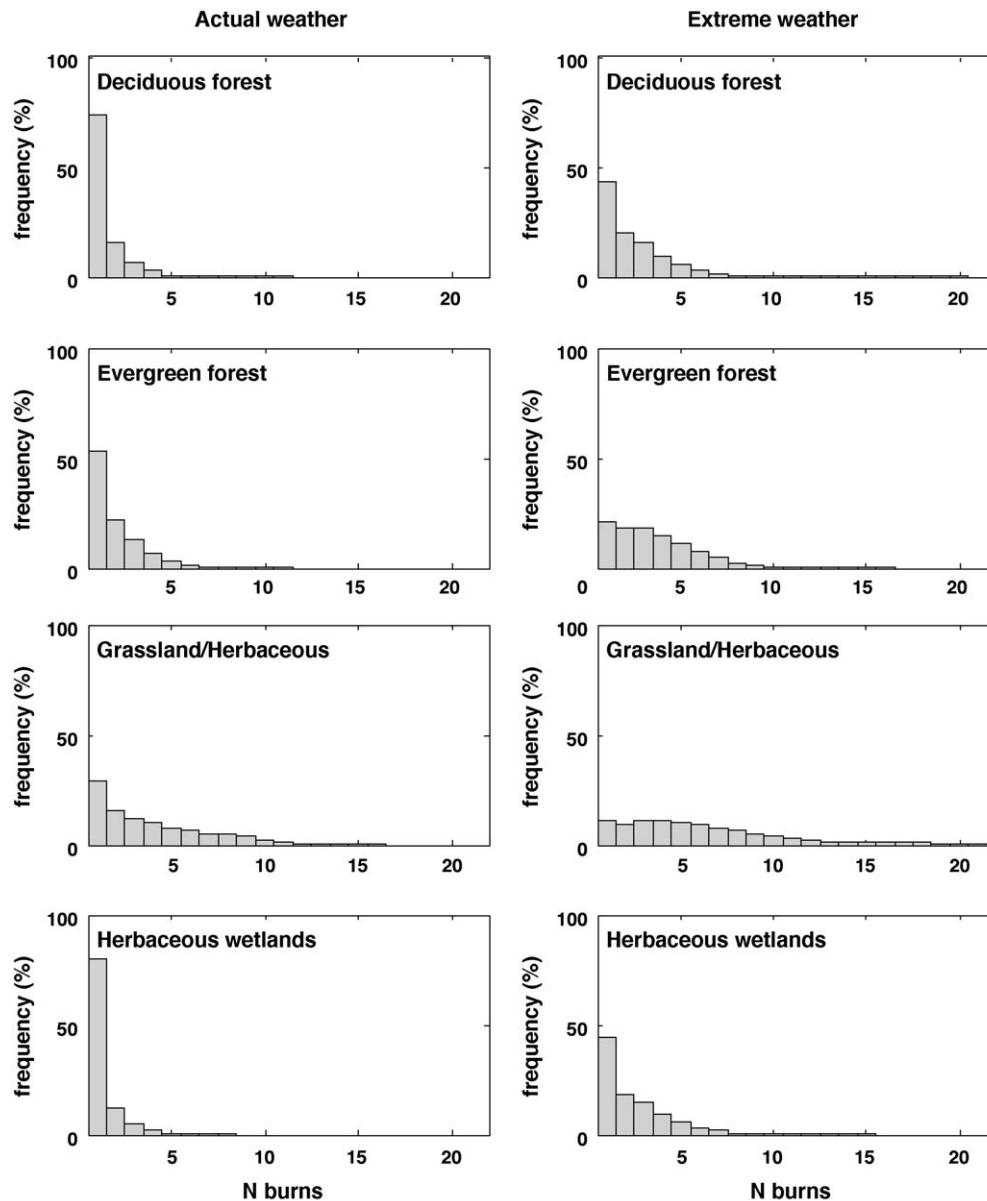 Actual weather
Extreme weather
100
Deciduous forest
50
0
frequency (%)
5 10 15 20
100
Deciduous forest
50
0
frequency (%)
5 10 15 20
100
Evergreen forest
50
0
frequency (%)
5 10 15 20
100
Evergreen forest
50
0
frequency (%)
5 10 15 20
100
Grassland/Herbaceous
50
0
frequency (%)
5 10 15 20
100
Grassland/Herbaceous
50
0
frequency (%)
5 10 15 20
100
Herbaceous wetlands
50
0
frequency (%)
5 10 15 20
N burns
100
Herbaceous wetlands
50
0
frequency (%)
5 10 15 20
N burns